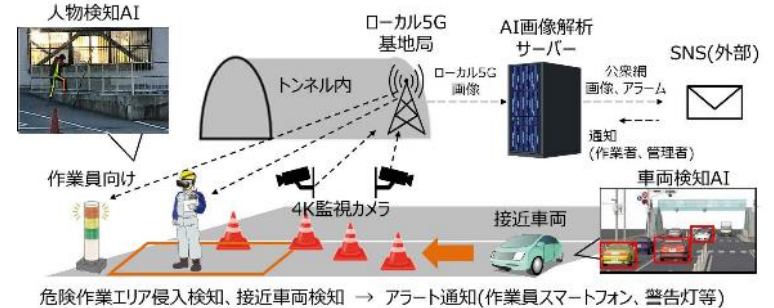 人物検知AI
ローカル5G
基地局
AI画像解析
サーバー
SNS(外部)
トンネル内
ローカル5G
画像
公衆網
画像、アラーム
通知
(作業者、管理者)
作業員向け
4K監視カメラ
接近車両
車両検知AI
危険作業エリア侵入検知、接近車両検知 → アラート通知(作業員スマートフォン、警告灯等)